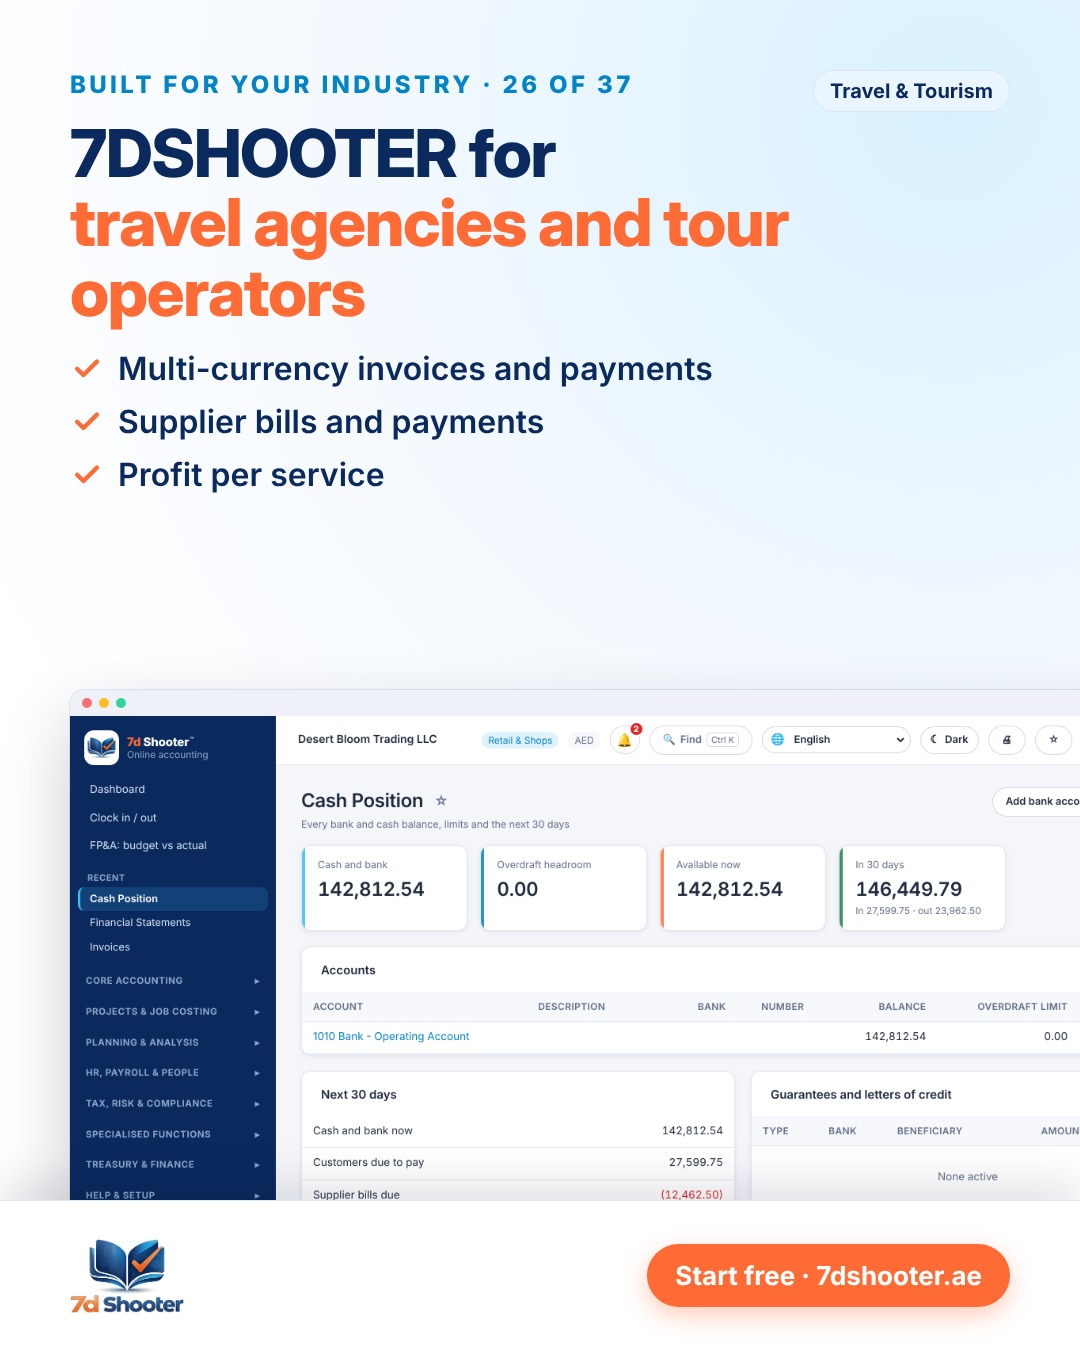 BUILT FOR YOUR INDUSTRY · 26 OF 37
Travel & Tourism
7DSHOOTER for
travel agencies and tour
operators
Multi-currency invoices and payments
Supplier bills and payments
Profit per service
7d Shooter™
Online accounting
Dashboard
Clock in / out
FP&A: budget vs actual
RECENT
Cash Position
Financial Statements
Invoices
CORE ACCOUNTING
PROJECTS & JOB COSTING
PLANNING & ANALYSIS
HR, PAYROLL & PEOPLE
TAX, RISK & COMPLIANCE
SPECIALISED FUNCTIONS
TREASURY & FINANCE
HELP & SETUP
Desert Bloom Trading LLC
Retail & Shops
AED
2
Find Ctrl K
English
Dark
Cash Position
Every bank and cash balance, limits and the next 30 days
Add bank acco
Cash and bank
142,812.54
Overdraft headroom
0.00
Available now
142,812.54
In 30 days
146,449.79
In 27,599.75 · out 23,962.50
Accounts
ACCOUNT DESCRIPTION BANK NUMBER BALANCE OVERDRAFT LIMIT
1010 Bank - Operating Account 142,812.54 0.00
Next 30 days
Cash and bank now 142,812.54
Customers due to pay 27,599.75
Supplier bills due (12,462.50)
Guarantees and letters of credit
TYPE BANK BENEFICIARY AMOUN
None active
7d Shooter
Start free · 7dshooter.ae